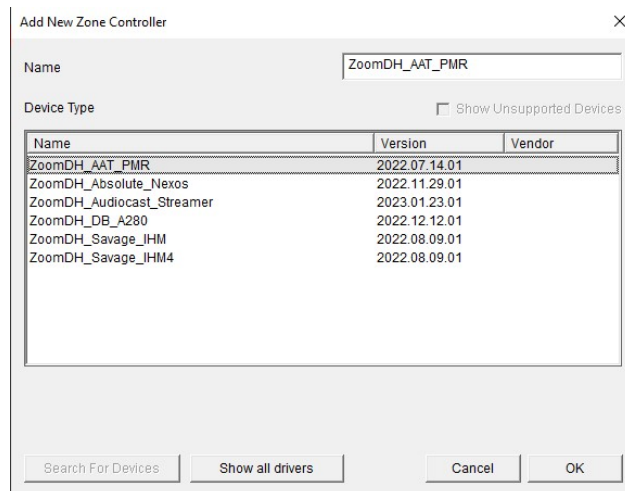 Add New Zone Controller
Name ZoomDH_AAT_PMR
Device Type Show Unsupported Devices
Name Version Vendor
ZoomDH_AAT_PMR 2022.07.14.01
ZoomDH_Absolute_Nexos 2022.11.29.01
ZoomDH_Audiocast_Streamer 2023.01.23.01
ZoomDH_DB_A280 2022.12.12.01
ZoomDH_Savage_IHM 2022.08.09.01
ZoomDH_Savage_IHM4 2022.08.09.01
Search For Devices Show all drivers Cancel OK